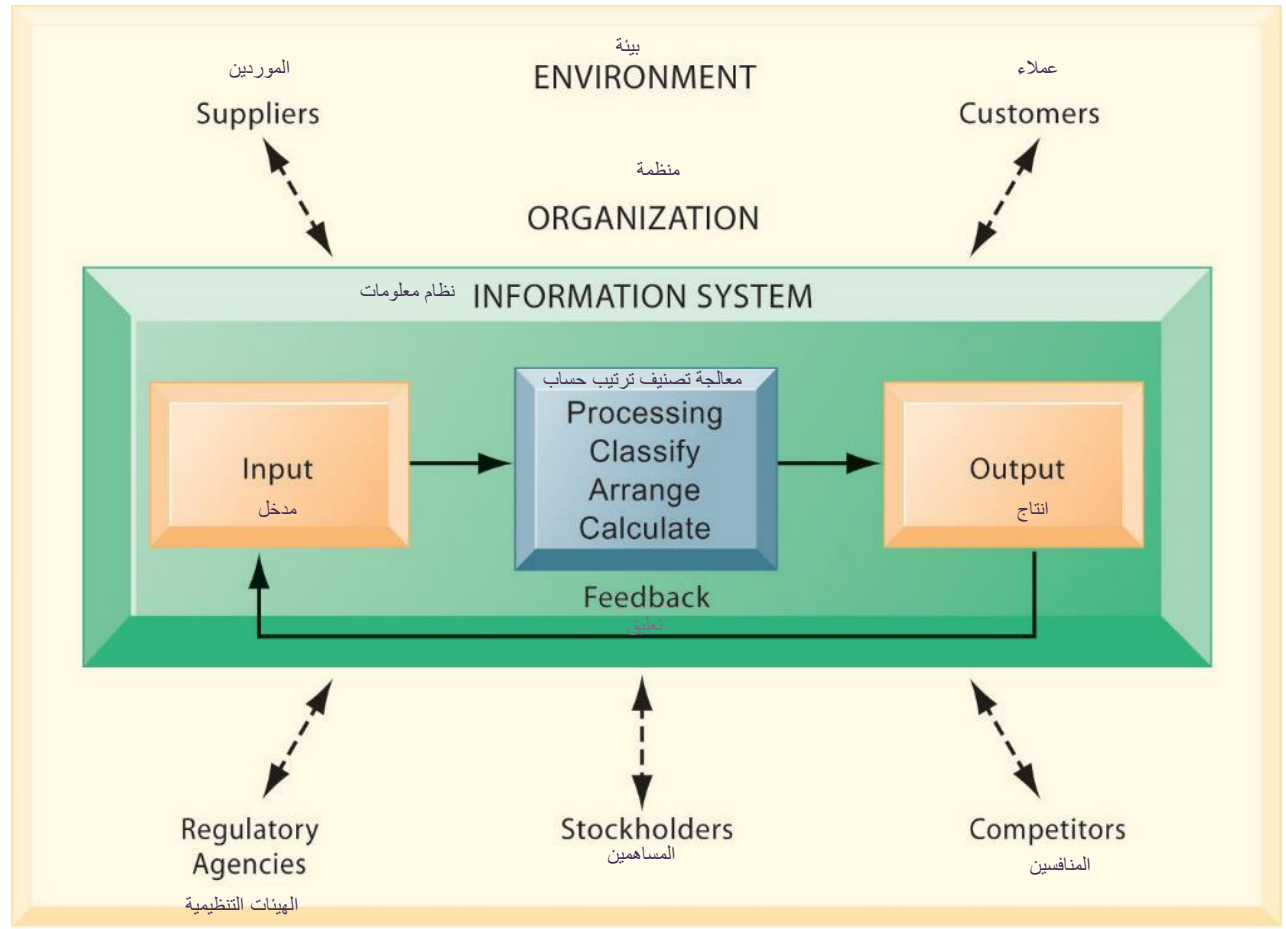 بيئة
ENVIRONMENT
الموردين
Suppliers
عملاء
Customers
منظمة
ORGANIZATION
نظام معلومات INFORMATION SYSTEM
معالجة تصنيف ترتيب حساب
Processing
Classify
Arrange
Calculate
Input
مدخل
Output
انتاج
Feedback
تعليق
Regulatory
Agencies
الهيئات التنظيمية
Stockholders
المساهمين
Competitors
المنافسين